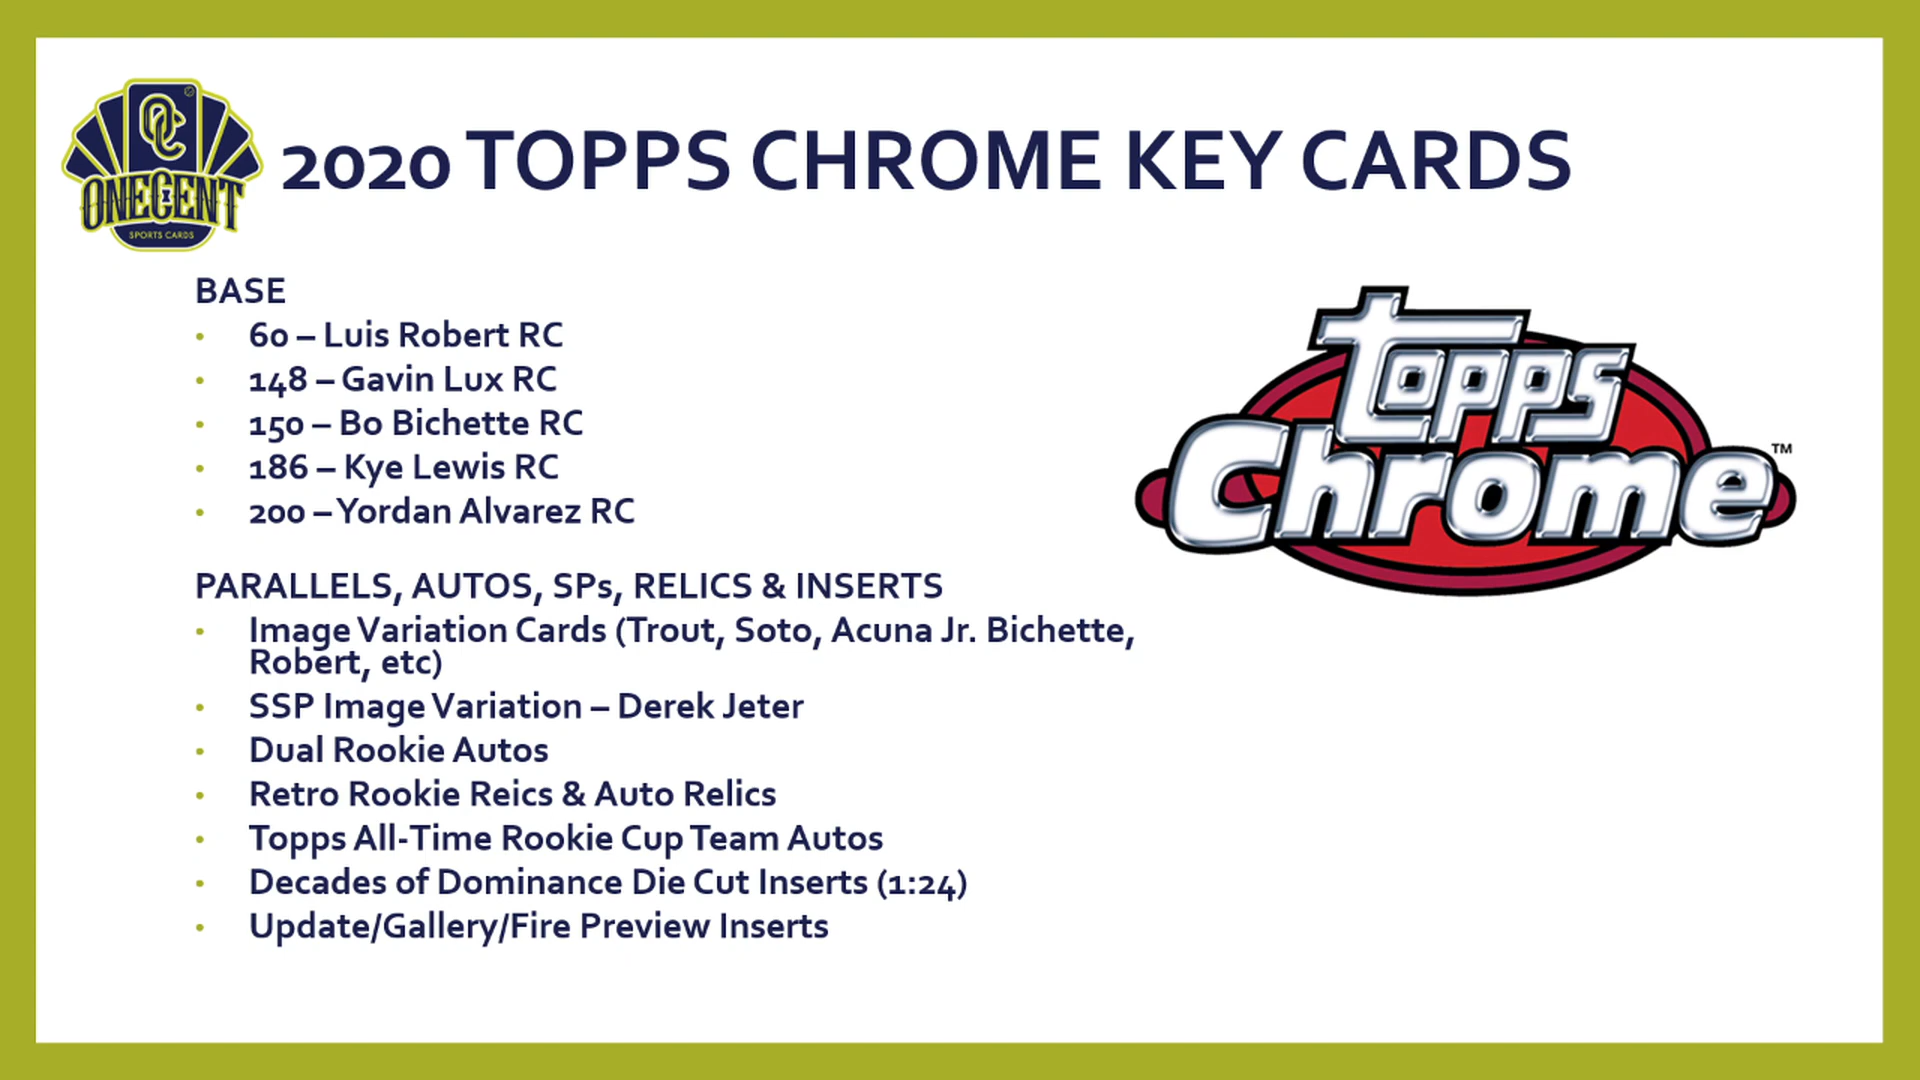 OC
ONECENT
SPORTS CARDS
2020 TOPPS CHROME KEY CARDS
BASE
• 60 – Luis Robert RC
• 148 – Gavin Lux RC
• 150 – Bo Bichette RC
• 186 – Kye Lewis RC
• 200 – Yordan Alvarez RC
topps
Chrome™
PARALLELS, AUTOS, SPs, RELICS & INSERTS
• Image Variation Cards (Trout, Soto, Acuna Jr. Bichette,
Robert, etc)
• SSP Image Variation – Derek Jeter
• Dual Rookie Autos
• Retro Rookie Reics & Auto Relics
• Topps All-Time Rookie Cup Team Autos
• Decades of Dominance Die Cut Inserts (1:24)
• Update/Gallery/Fire Preview Inserts